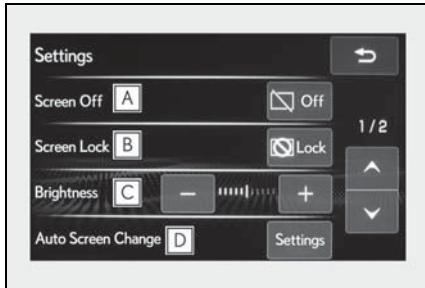 Settings
Screen Off A Off
1/2
Screen Lock B Lock
Brightness C - +
Auto Screen Change D Settings